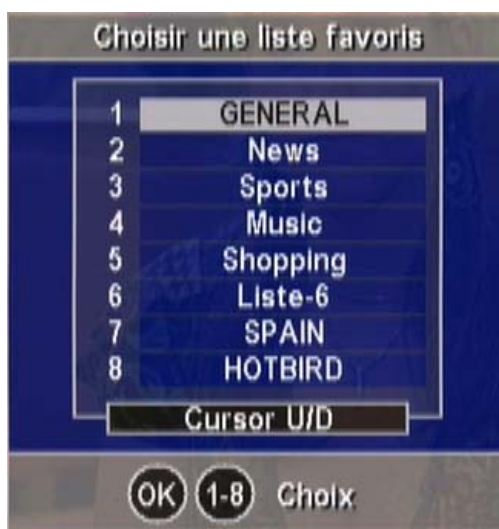 Choisir une liste favoris
1 GENERAL
2 News
3 Sports
4 Music
5 Shopping
6 Liste-6
7 SPAIN
8 HOTBIRD
Cursor U/D
OK 1-8 Choix